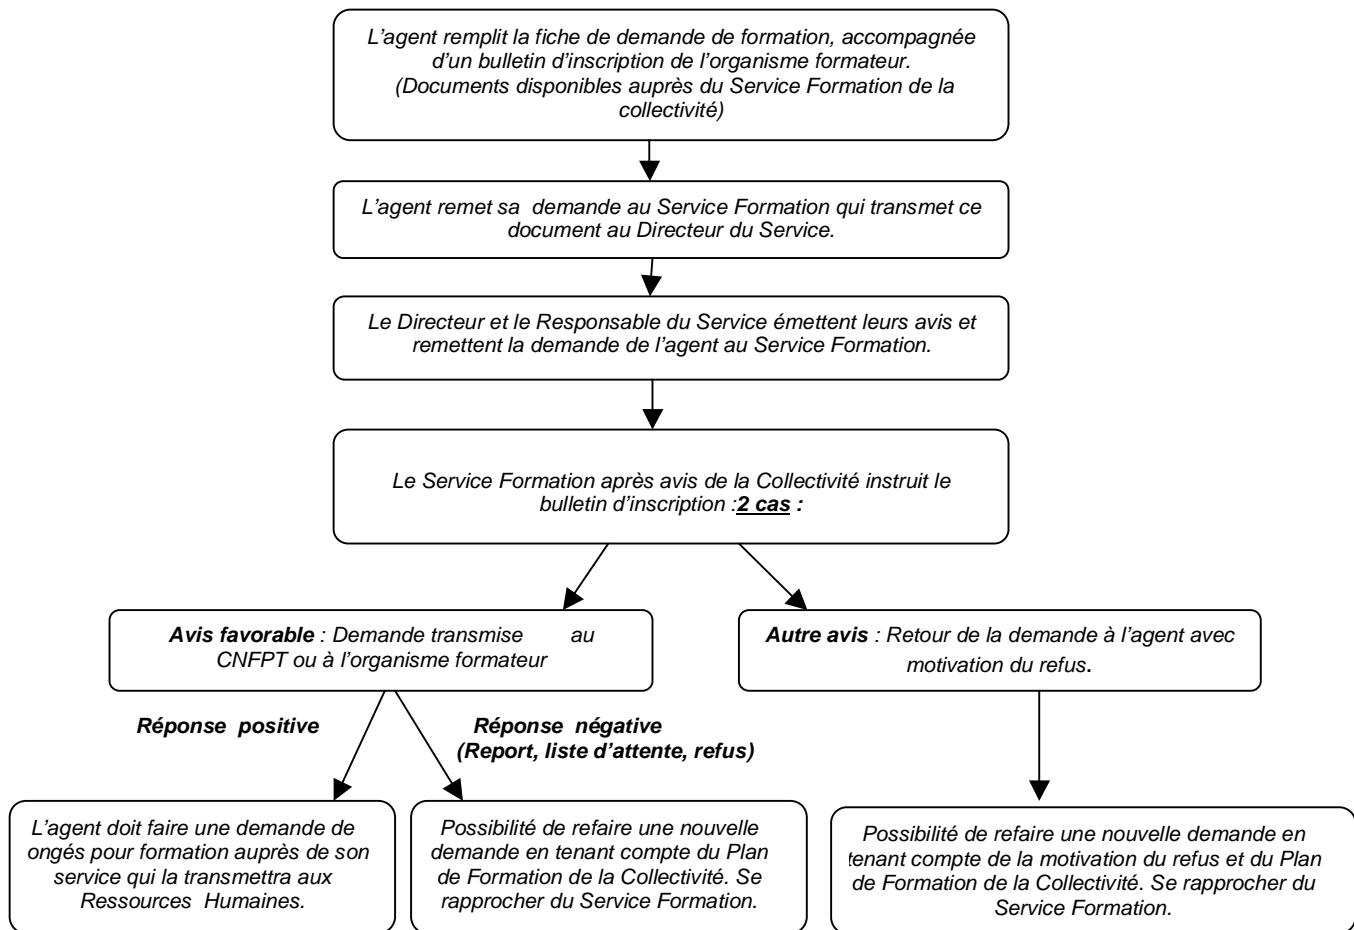 L’agent remplit la fiche de demande de formation, accompagnée
d’un bulletin d’inscription de l’organisme formateur.
(Documents disponibles auprès du Service Formation de la
collectivité)
L’agent remet sa demande au Service Formation qui transmet ce
document au Directeur du Service.
Le Directeur et le Responsable du Service émettent leurs avis et
remettent la demande de l’agent au Service Formation.
Le Service Formation après avis de la Collectivité instruit le
bulletin d’inscription :2 cas :
Avis favorable : Demande transmise au
CNFPT ou à l’organisme formateur
Autre avis : Retour de la demande à l’agent avec
motivation du refus.
Réponse positive
Réponse négative
(Report, liste d’attente, refus)
L’agent doit faire une demande de
ongés pour formation auprès de son
service qui la transmettra aux
Ressources Humaines.
Possibilité de refaire une nouvelle
demande en tenant compte du Plan
de Formation de la Collectivité. Se
rapprocher du Service Formation.
Possibilité de refaire une nouvelle demande en
tenant compte de la motivation du refus et du Plan
de Formation de la Collectivité. Se rapprocher du
Service Formation.